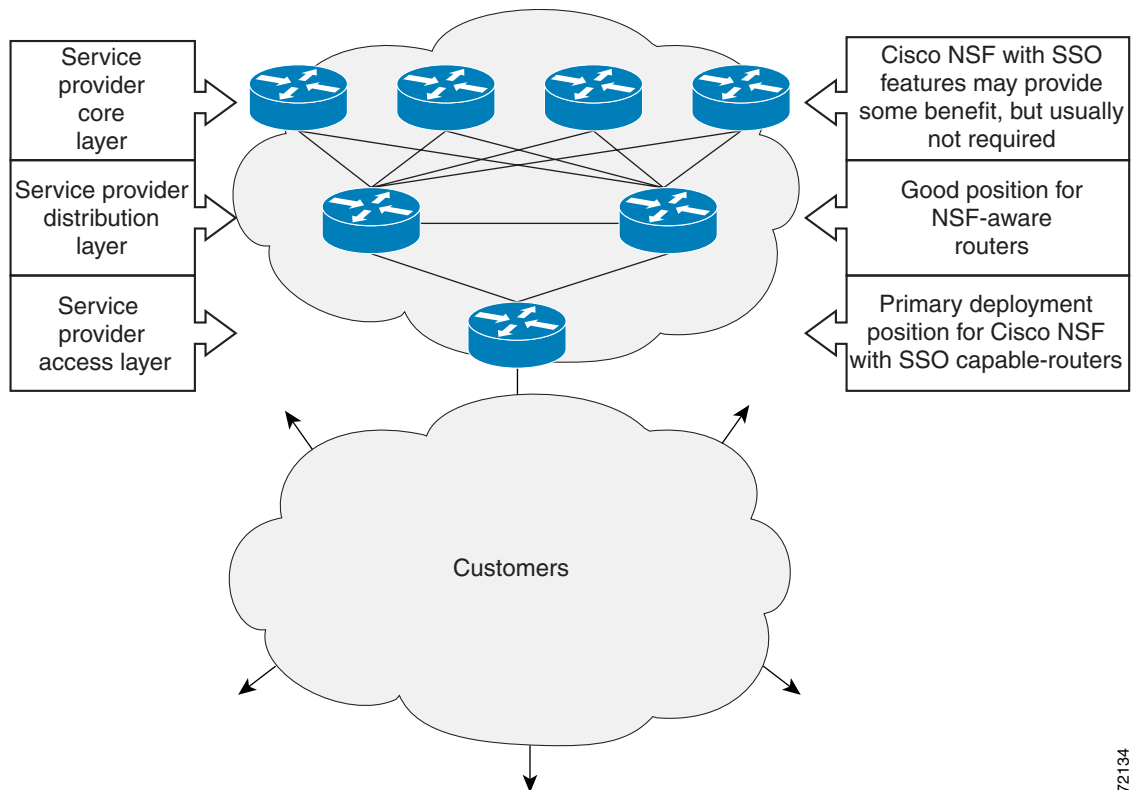 Service
provider
core
layer
Cisco NSF with SSO
features may provide
some benefit, but usually
not required
Service provider
distribution
layer
Good position for
NSF-aware
routers
Service
provider
access layer
Primary deployment
position for Cisco NSF
with SSO capable-routers
Customers
72134